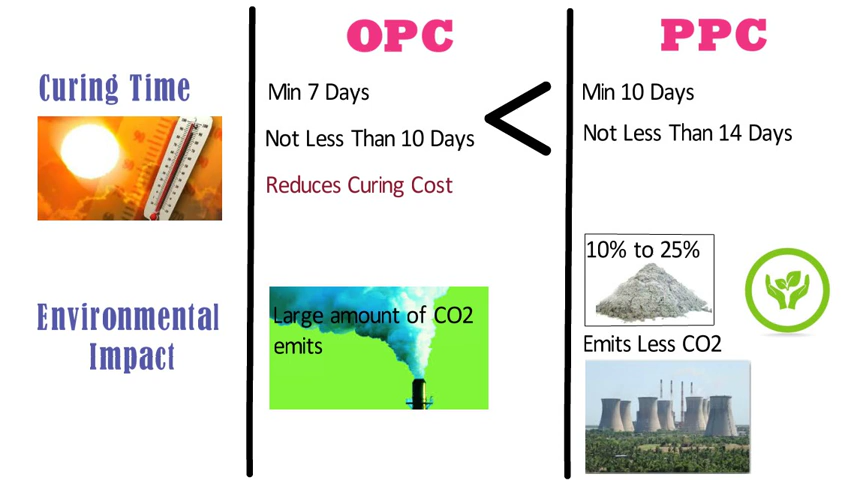 OPC
PPC
Curing Time
Min 7 Days
Not Less Than 10 Days
Reduces Curing Cost
<
Min 10 Days
Not Less Than 14 Days
Environmental
Impact
Large amount of CO2
emits
10% to 25%
Emits Less CO2